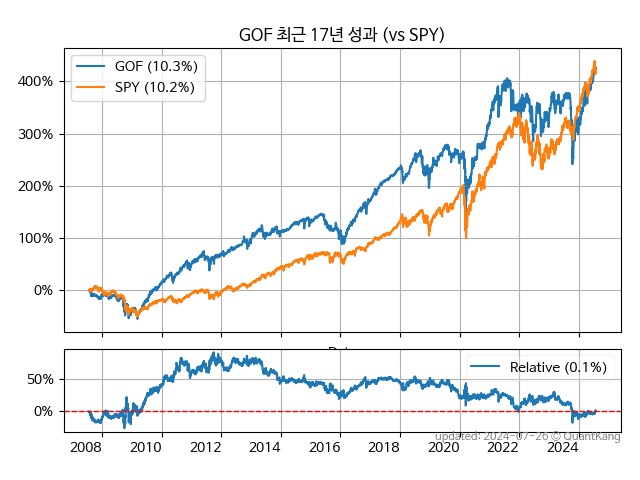 GOF 최근 17년 성과 (vs SPY)
GOF (10.3%)
SPY (10.2%)
400%
300%
200%
100%
0%
Relative (0.1%)
50%
0%
2008 2010 2012 2014 2016 2018 2020 2022 2024
updated: 2024-07-26 © QuantKang